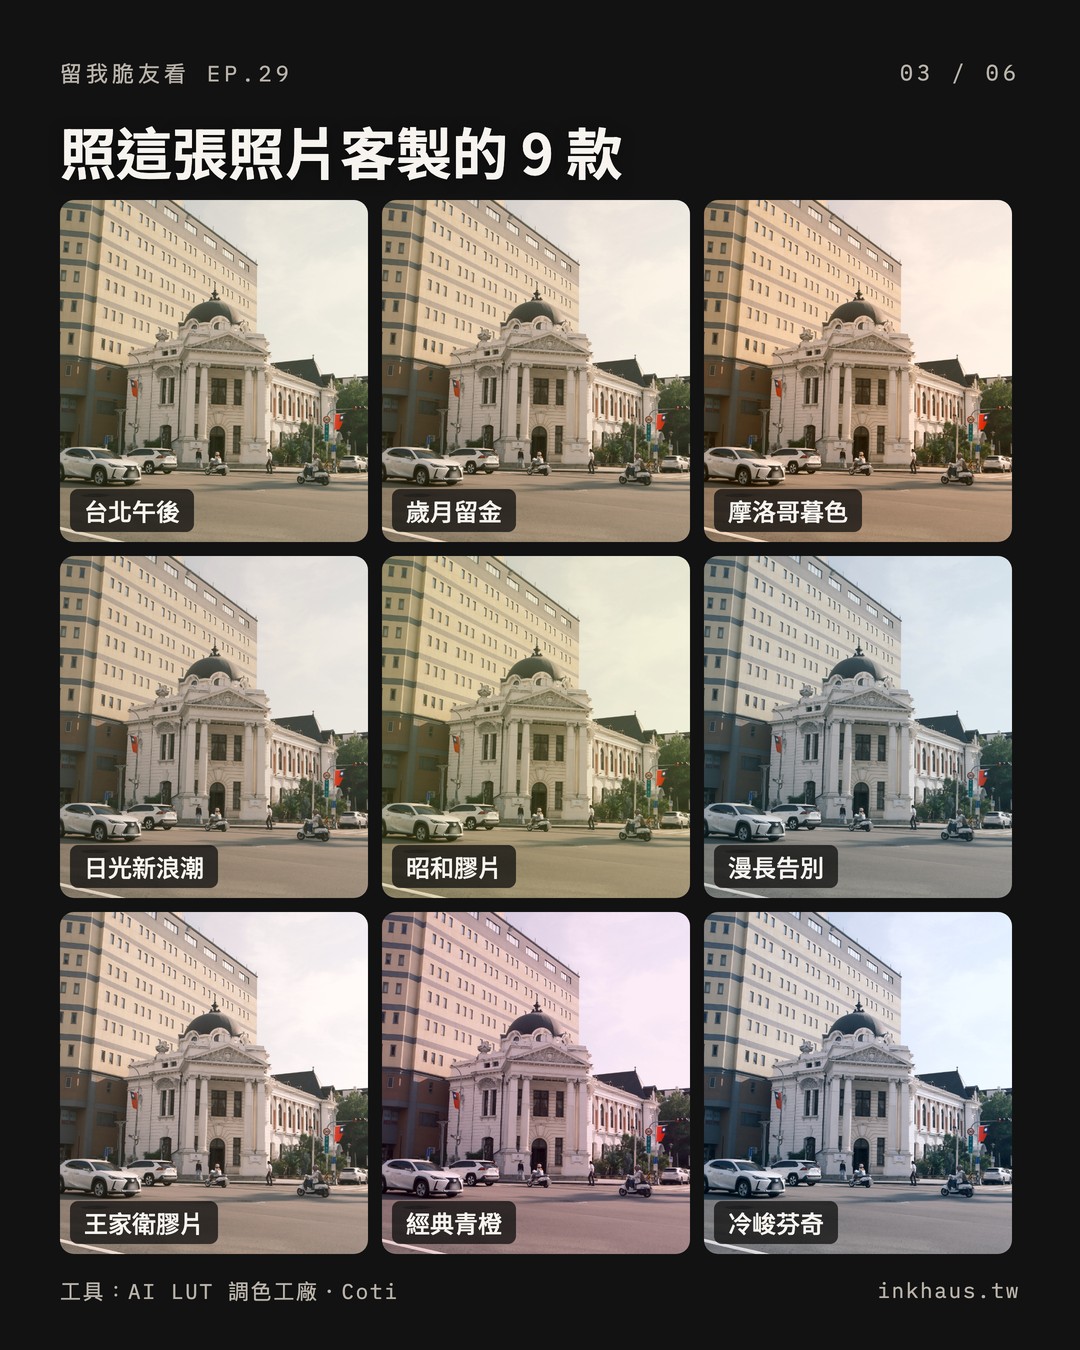 留我脆友看 EP.29
03 / 06
照這張照片客製的 9 款
台北午後
歲月留金
摩洛哥暮色
日光新浪潮
昭和膠片
漫長告別
王家衛膠片
經典青橙
冷峻芬奇
工具：AI LUT 調色工廠・Coti
inkhaus.tw